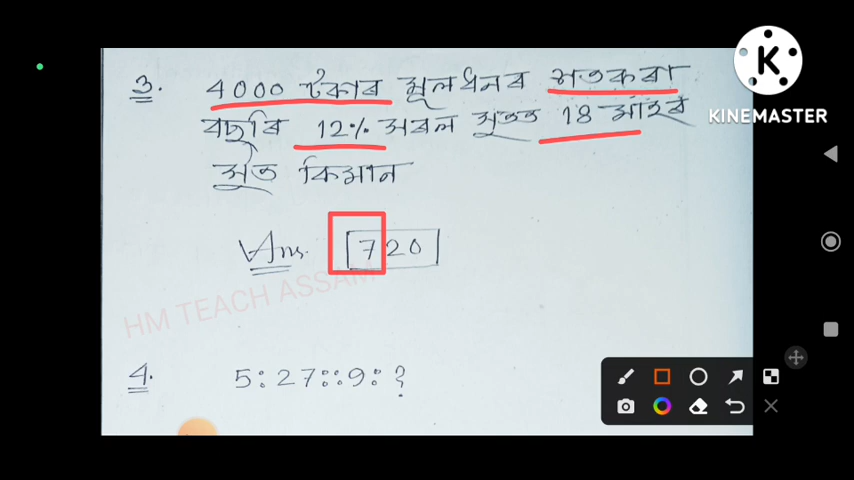 3. 4000 টকাৰ মূলধনৰ শতকৰা
KINEMASTER
বছৰি 12% সৰল সুতত 18 মাহৰ
সুত কিমান
Ans. 720
HM TEACH ASSAM
4. 5:27::9:?